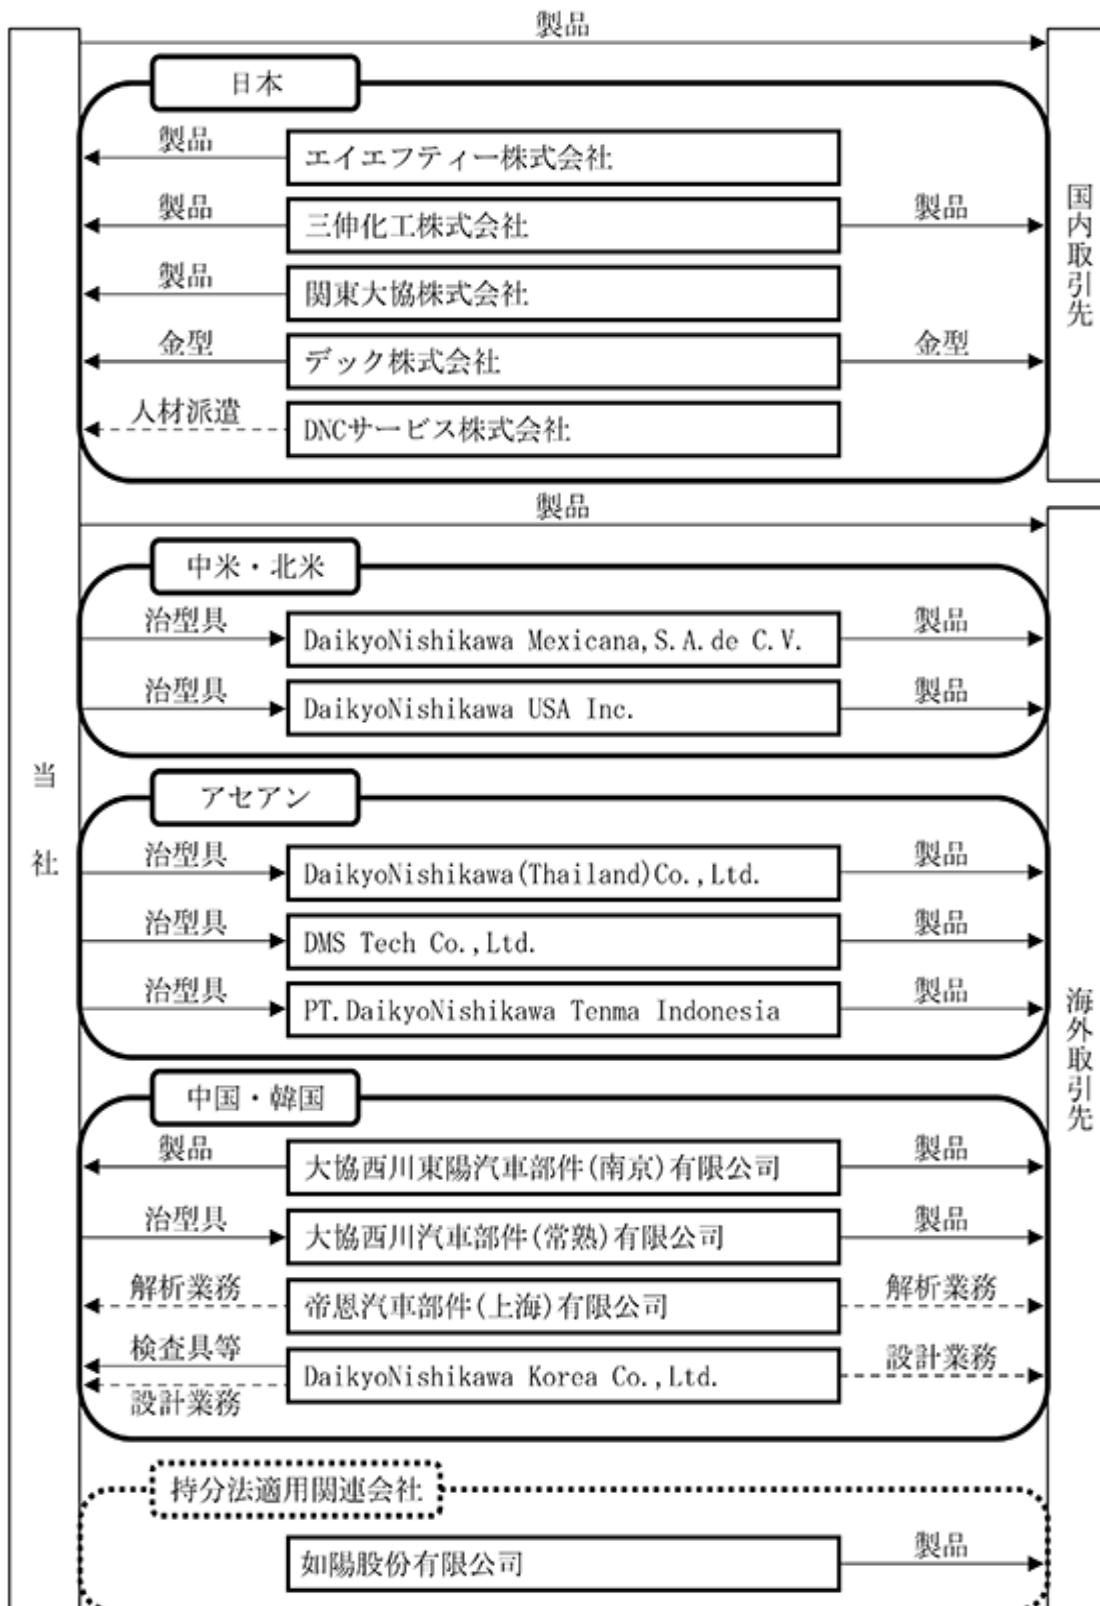 製品
当社
国内取引先
日本
製品
エイエフティー株式会社
製品
三伸化工株式会社
製品
製品
関東大協株式会社
金型
デック株式会社
金型
人材派遣
DNCサービス株式会社
製品
海外取引先
中米・北米
治型具
DaikyoNishikawa Mexicana,S.A.de C.V.
製品
治型具
DaikyoNishikawa USA Inc.
製品
アセアン
治型具
DaikyoNishikawa(Thailand)Co.,Ltd.
製品
治型具
DMS Tech Co.,Ltd.
製品
治型具
PT.DaikyoNishikawa Tenma Indonesia
製品
中国・韓国
製品
大協西川東陽汽車部件(南京)有限公司
製品
治型具
大協西川汽車部件(常熟)有限公司
製品
解析業務
帝恩汽車部件(上海)有限公司
解析業務
検査具等
設計業務
DaikyoNishikawa Korea Co.,Ltd.
設計業務
持分法適用関連会社
如陽股份有限公司
製品